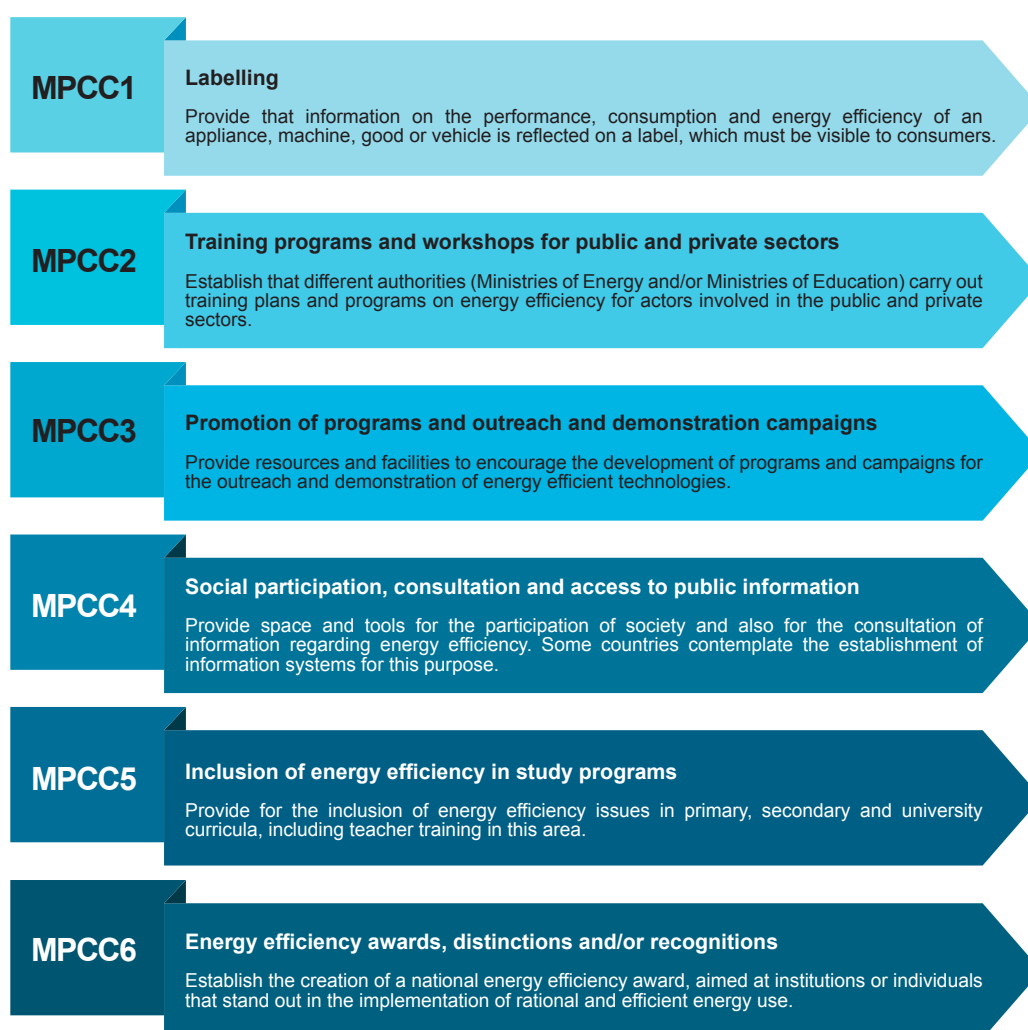 MPCC1
Labelling
Provide that information on the performance, consumption and energy efficiency of an
appliance, machine, good or vehicle is reflected on a label, which must be visible to consumers.
MPCC2
Training programs and workshops for public and private sectors
Establish that different authorities (Ministries of Energy and/or Ministries of Education) carry out
training plans and programs on energy efficiency for actors involved in the public and private
sectors.
MPCC3
Promotion of programs and outreach and demonstration campaigns
Provide resources and facilities to encourage the development of programs and campaigns for
the outreach and demonstration of energy efficient technologies.
MPCC4
Social participation, consultation and access to public information
Provide space and tools for the participation of society and also for the consultation of
information regarding energy efficiency. Some countries contemplate the establishment of
information systems for this purpose.
MPCC5
Inclusion of energy efficiency in study programs
Provide for the inclusion of energy efficiency issues in primary, secondary and university
curricula, including teacher training in this area.
MPCC6
Energy efficiency awards, distinctions and/or recognitions
Establish the creation of a national energy efficiency award, aimed at institutions or individuals
that stand out in the implementation of rational and efficient energy use.